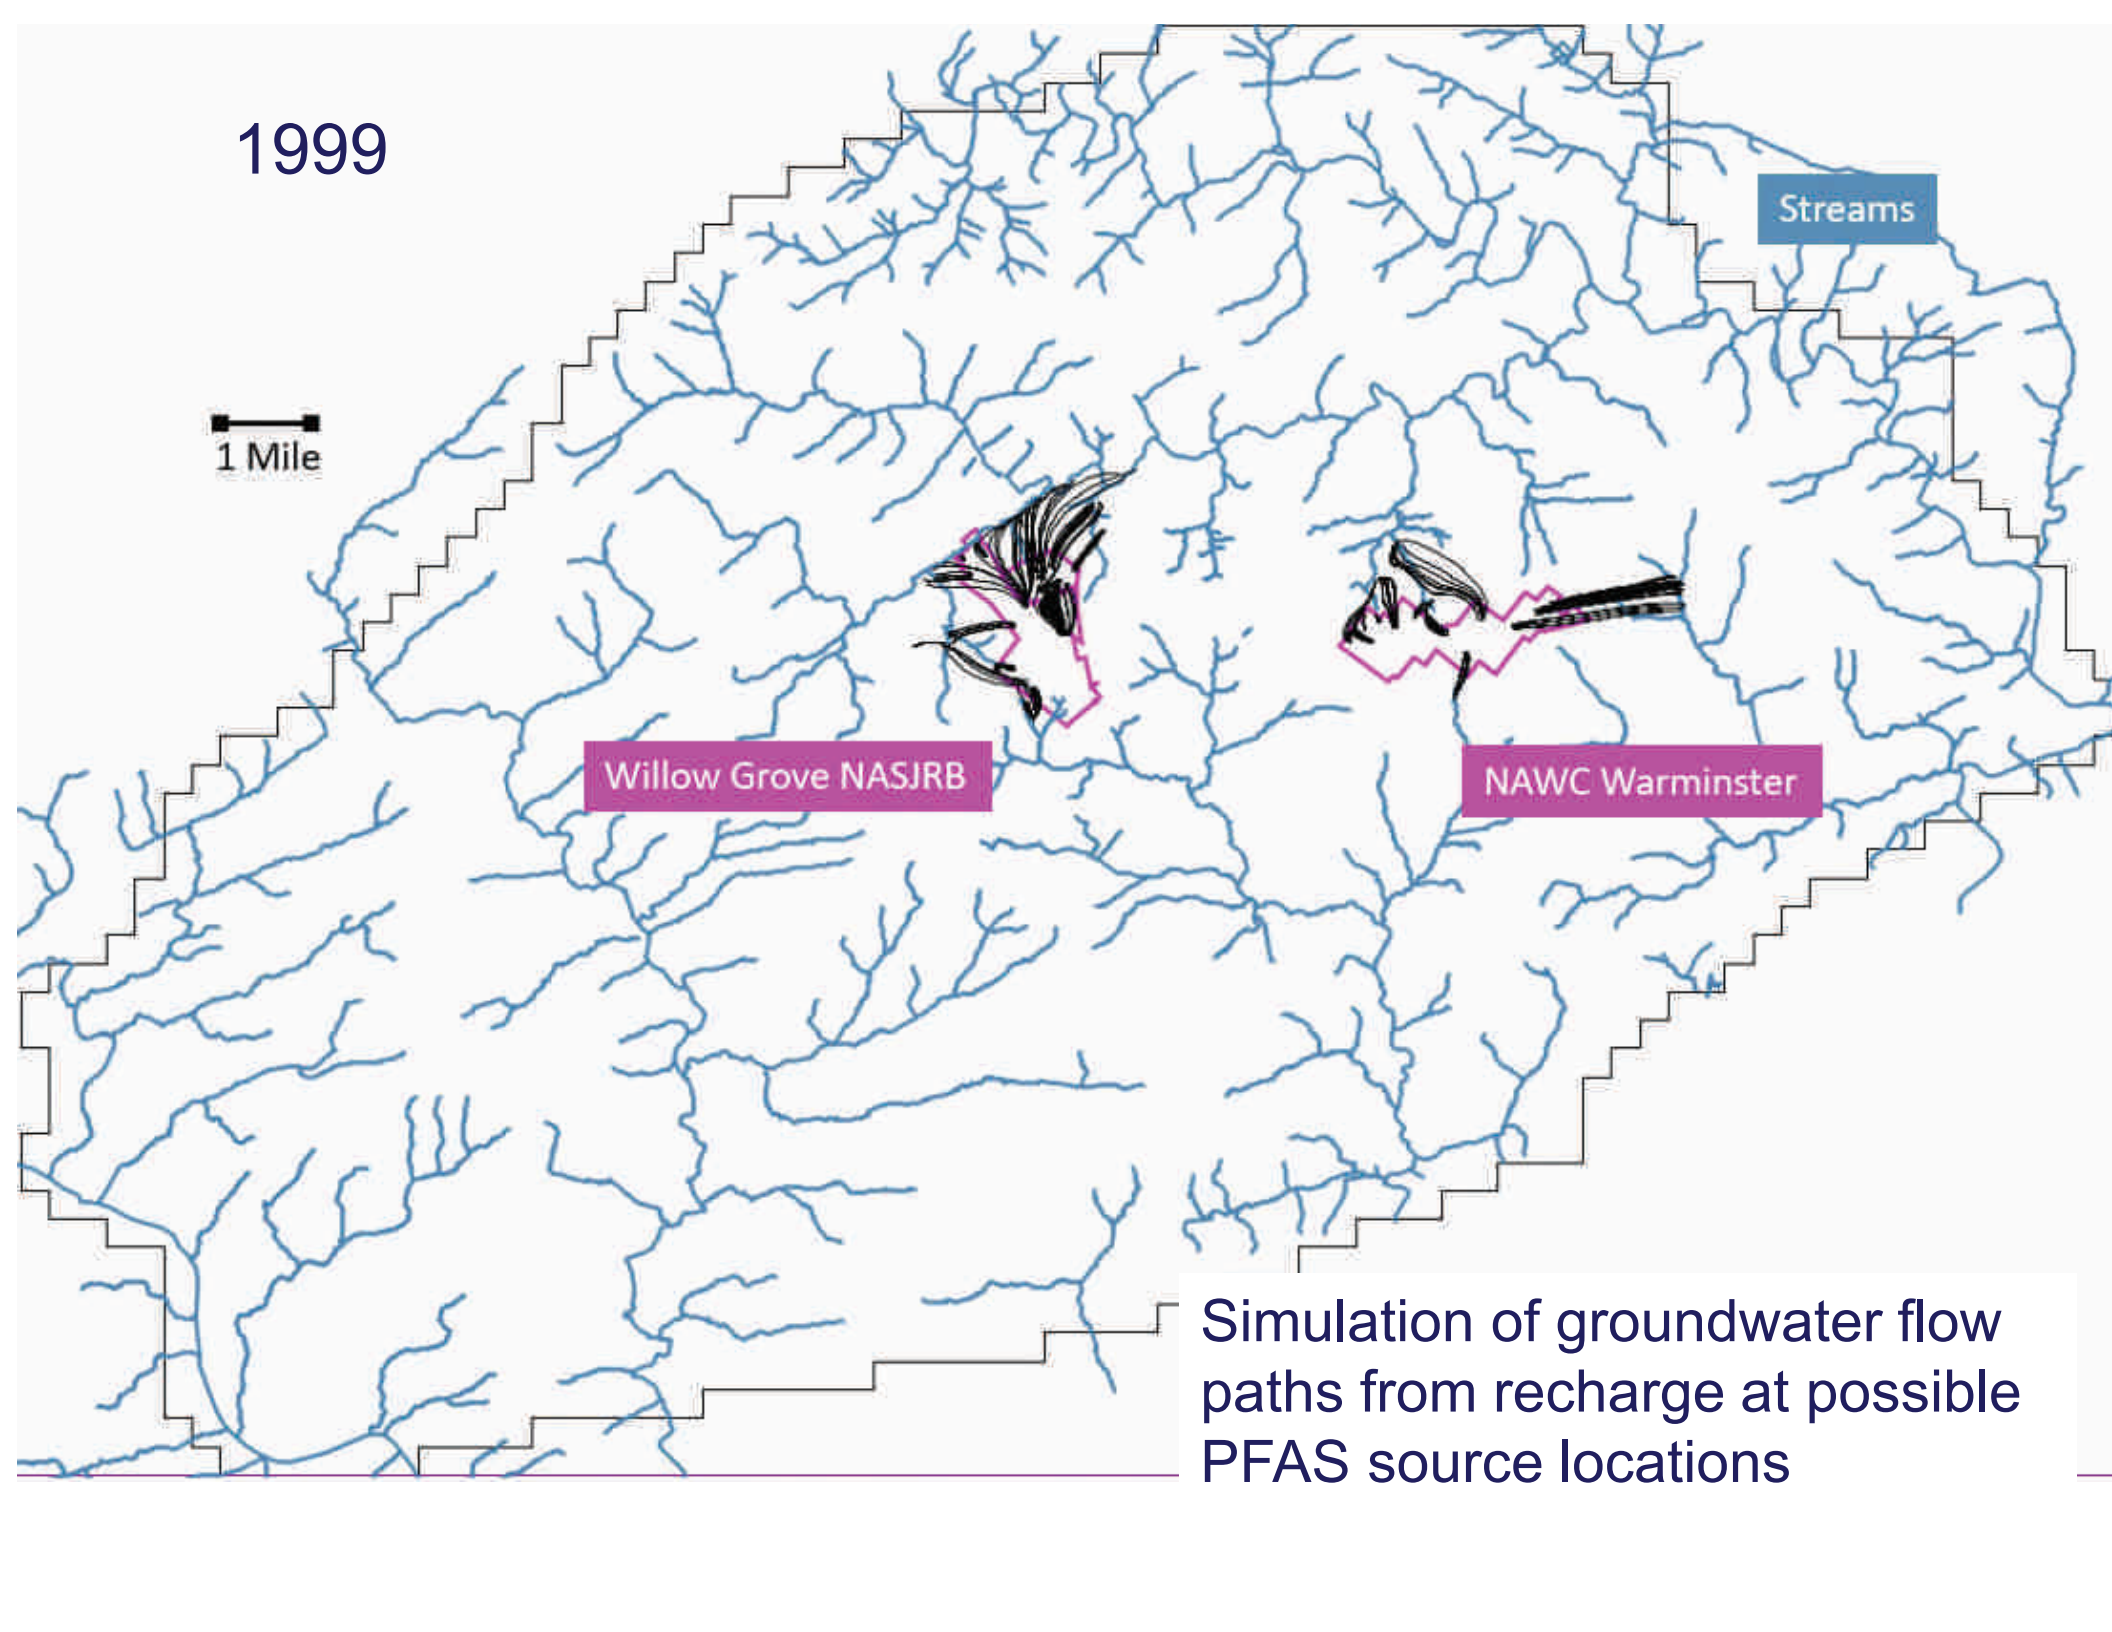 1999
Streams
1 Mile
Willow Grove NASJRB
NAWC Warminster
Simulation of groundwater flow
paths from recharge at possible
PFAS source locations